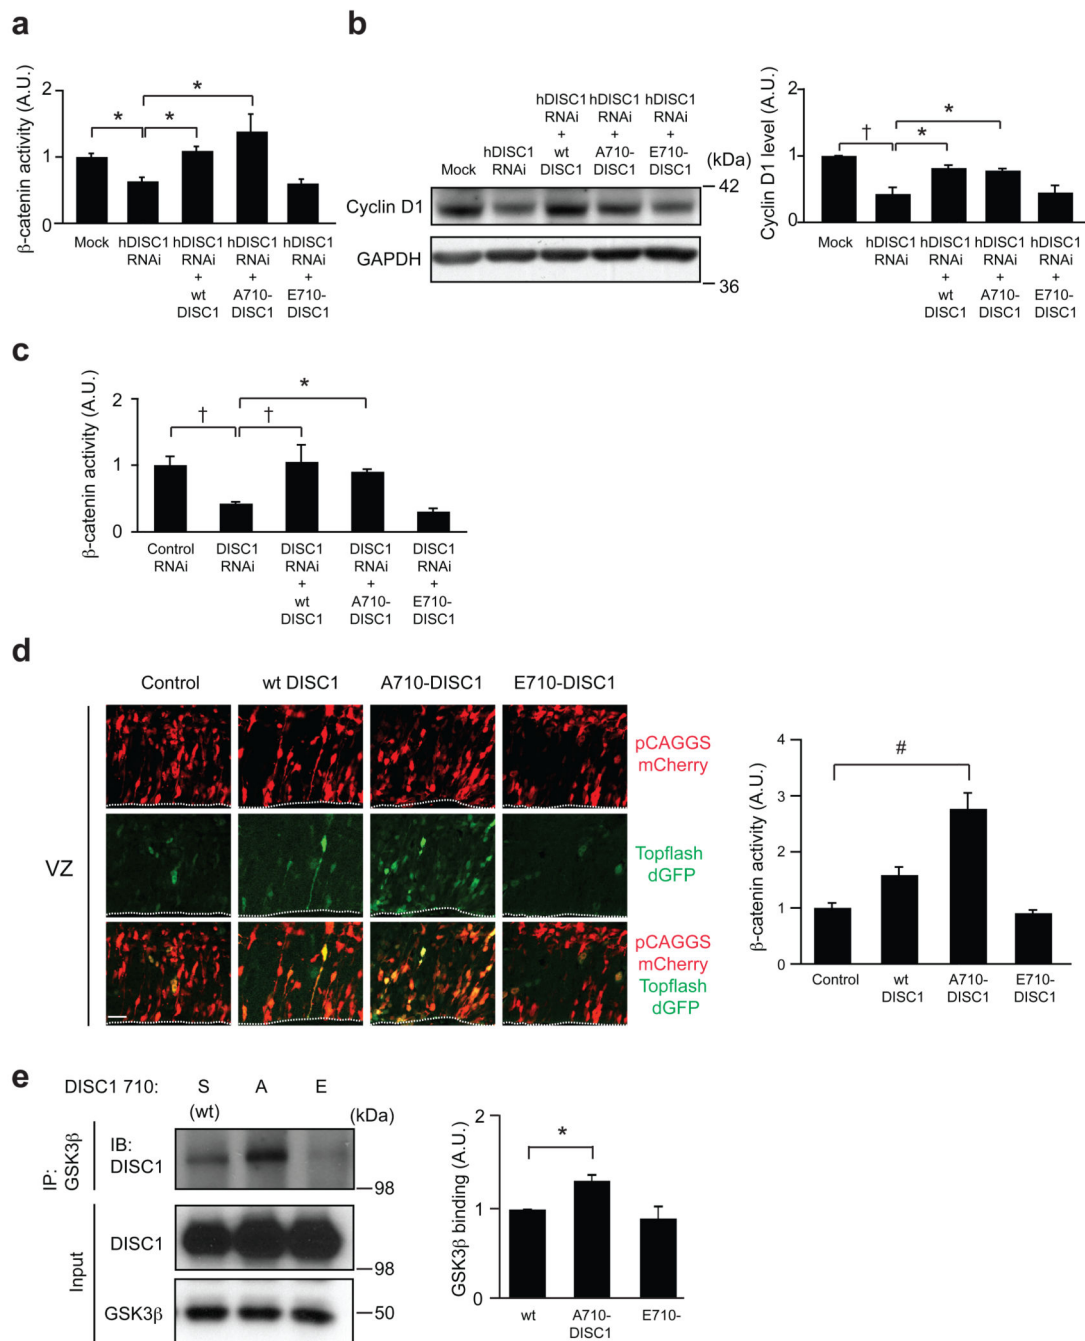 a
β-catenin activity (A.U.)
2
1
0
*
*
*
Mock
hDISC1
RNAi
hDISC1
RNAi
+
wt
DISC1
hDISC1
RNAi
+
A710-
DISC1
hDISC1
RNAi
+
E710-
DISC1
b
Mock
hDISC1
RNAi
hDISC1
RNAi
+
wt
DISC1
hDISC1
RNAi
+
A710-
DISC1
hDISC1
RNAi
+
E710-
DISC1
(kDa)
Cyclin D1
42
GAPDH
36
Cyclin D1 level (A.U.)
2
1
0
†
*
*
Mock
hDISC1
RNAi
hDISC1
RNAi
+
wt
DISC1
hDISC1
RNAi
+
A710-
DISC1
hDISC1
RNAi
+
E710-
DISC1
c
β-catenin activity (A.U.)
2
1
0
†
†
*
Control
RNAi
DISC1
RNAi
DISC1
RNAi
+
wt
DISC1
DISC1
RNAi
+
A710-
DISC1
DISC1
RNAi
+
E710-
DISC1
d
Control
wt DISC1
A710-DISC1
E710-DISC1
VZ
pCAGGS
mCherry
Topflash
dGFP
pCAGGS
mCherry
Topflash
dGFP
β-catenin activity (A.U.)
4
3
2
1
0
#
Control
wt
DISC1
A710-
DISC1
E710-
DISC1
e
DISC1 710:
S
(wt)
A
E
(kDa)
IP:
GSK3β
IB:
DISC1
98
Input
DISC1
98
GSK3β
50
GSK3β binding (A.U.)
2
1
0
*
wt
A710-
DISC1
E710-